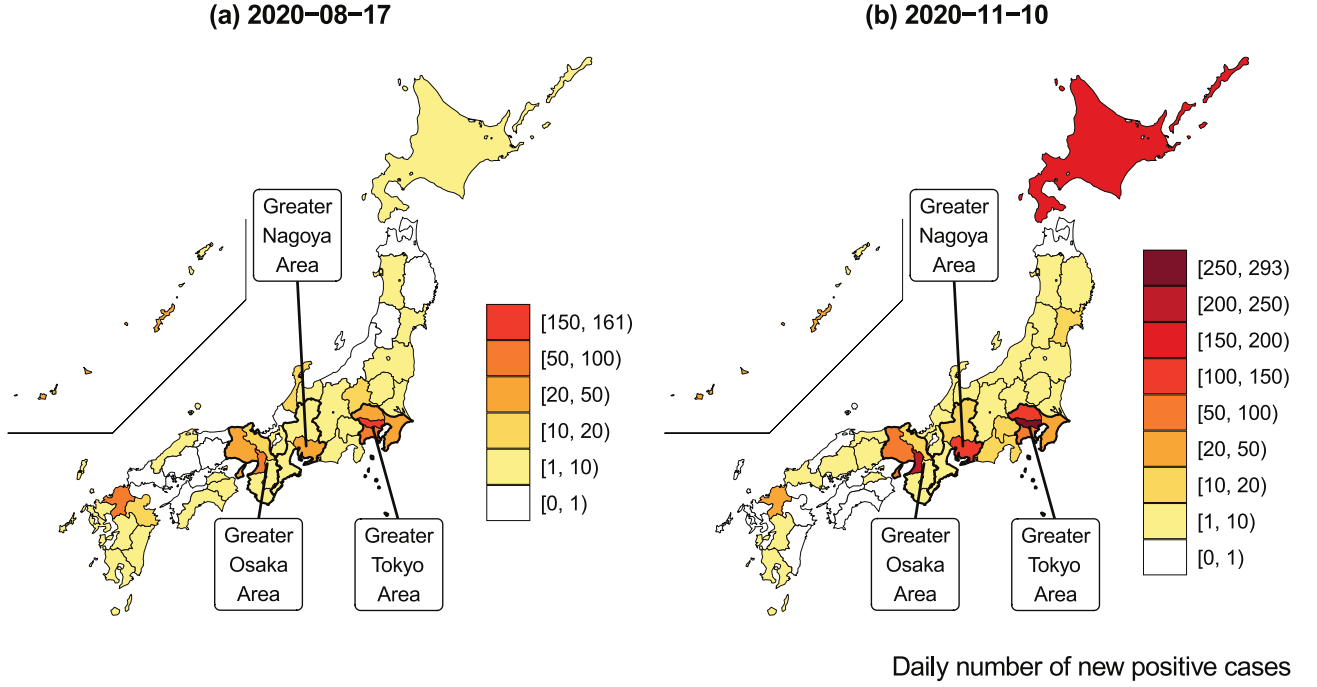 (a) 2020−08−17
(b) 2020−11−10
Greater
Nagoya
Area
[150, 161)
[50, 100)
[20, 50)
[10, 20)
[1, 10)
[0, 1)
Greater
Osaka
Area
Greater
Tokyo
Area
Greater
Nagoya
Area
[250, 293)
[200, 250)
[150, 200)
[100, 150)
[50, 100)
[20, 50)
[10, 20)
[1, 10)
[0, 1)
Greater
Osaka
Area
Greater
Tokyo
Area
Daily number of new positive cases